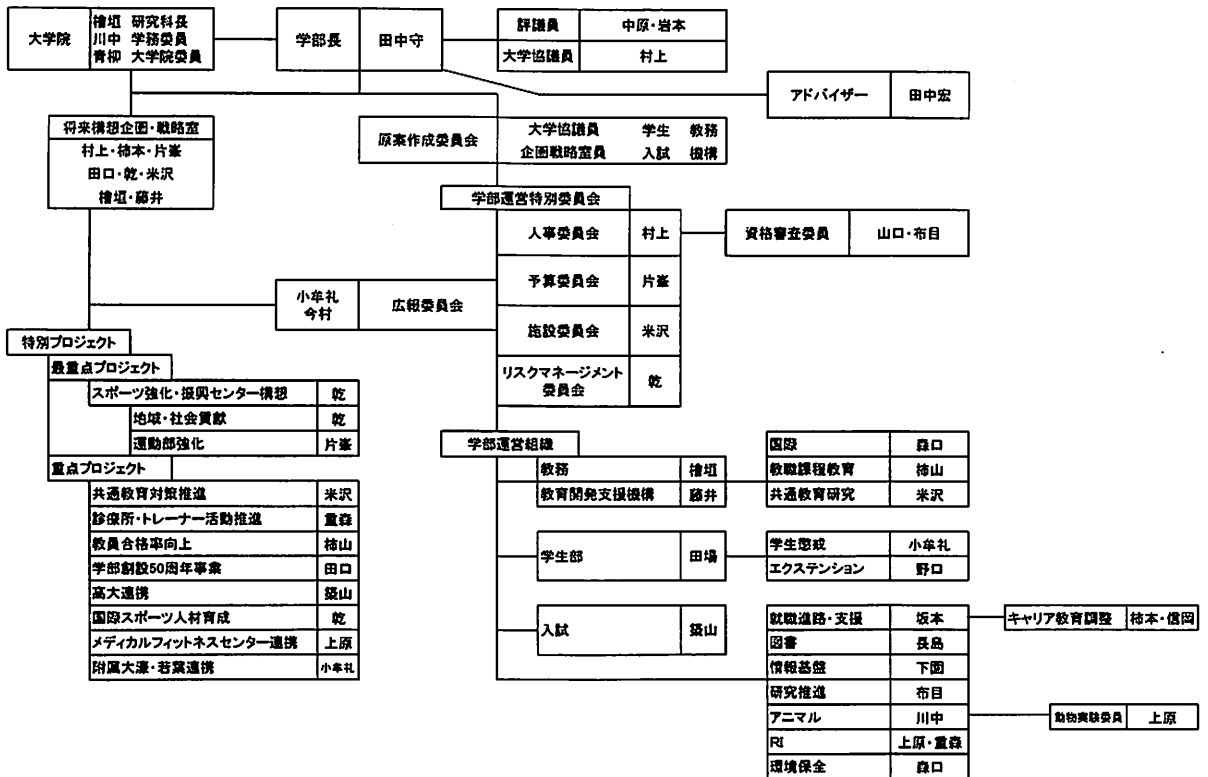 大学院
檜垣 研究科長
川中 学務委員
青柳 大学院委員
学部長 田中守
評議員 中原・岩本
大学協議員 村上
アドバイザー 田中宏
将来構想企画・戦略室
村上・柿本・片峯
田口・乾・米沢
檜垣・藤井
原案作成委員会
大学協議員 学生 教務
企画戦略室員 入試 機構
学部運営特別委員会
人事委員会 村上
資格審査委員 山口・布目
予算委員会 片峯
施設委員会 米沢
リスクマネージメント
委員会 乾
小牟礼
今村
広報委員会
特別プロジェクト
最重点プロジェクト
スポーツ強化・振興センター構想 乾
地域・社会貢献 乾
運動部強化 片峯
重点プロジェクト
共通教育対策推進 米沢
診療所・トレーナー活動推進 重森
教員合格率向上 柿山
学部創設50周年事業 田口
高大連携 築山
国際スポーツ人材育成 乾
メディカルフィットネスセンター連携 上原
附属大濠・若葉連携 小牟礼
学部運営組織
教務 檜垣
教育開発支援機構 藤井
国際 森口
教職課程教育 柿山
共通教育研究 米沢
学生部 田場
学生懲戒 小牟礼
エクステンション 野口
入試 築山
就職進路・支援 坂本
キャリア教育調整 柿本・信岡
図書 長島
情報基盤 下園
研究推進 布目
アニマル 川中
動物実験委員 上原
RI 上原・重森
環境保全 森口